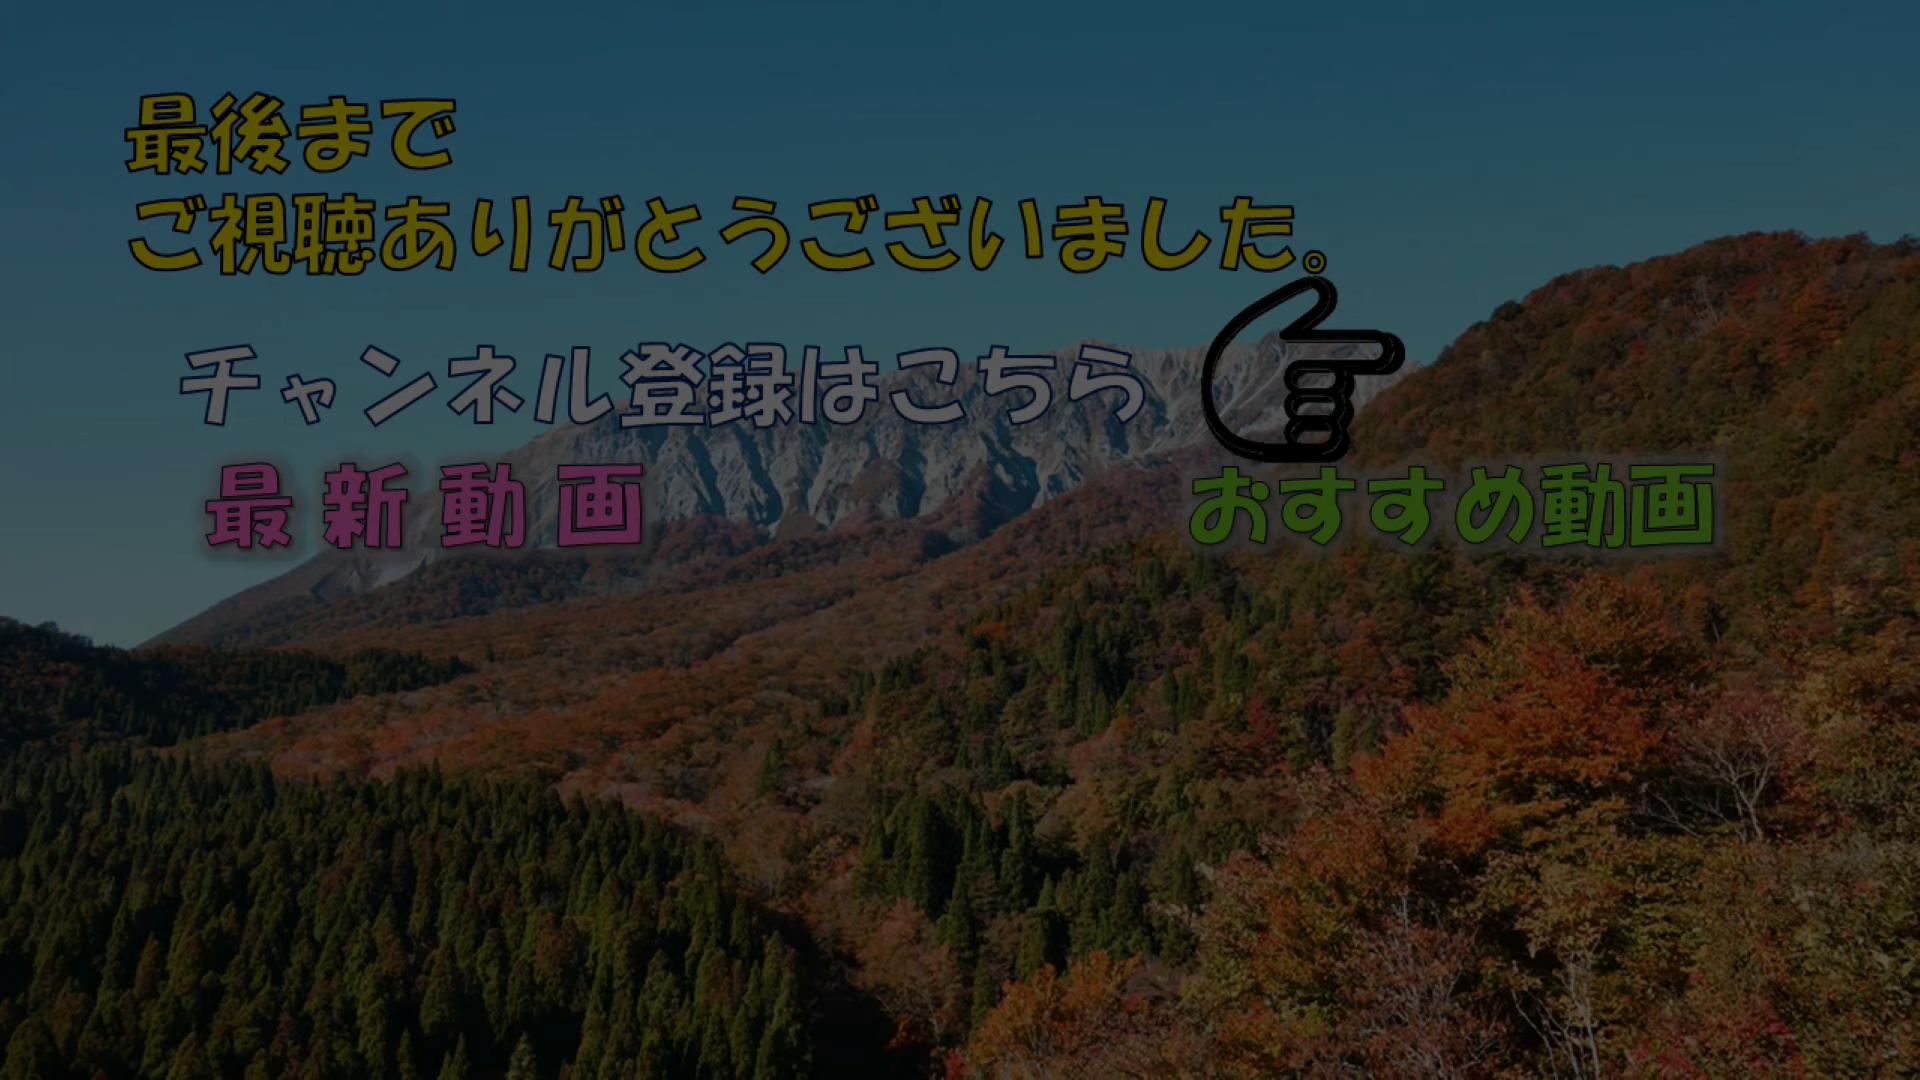 最後まで
ご視聴ありがとうございました。
チャンネル登録はこちら
最新動画
おすすめ動画